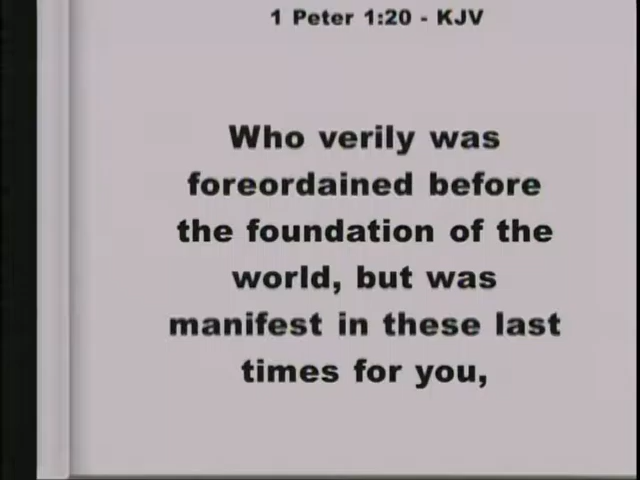 1 Peter 1:20 - KJV
Who verily was
foreordained before
the foundation of the
world, but was
manifest in these last
times for you,